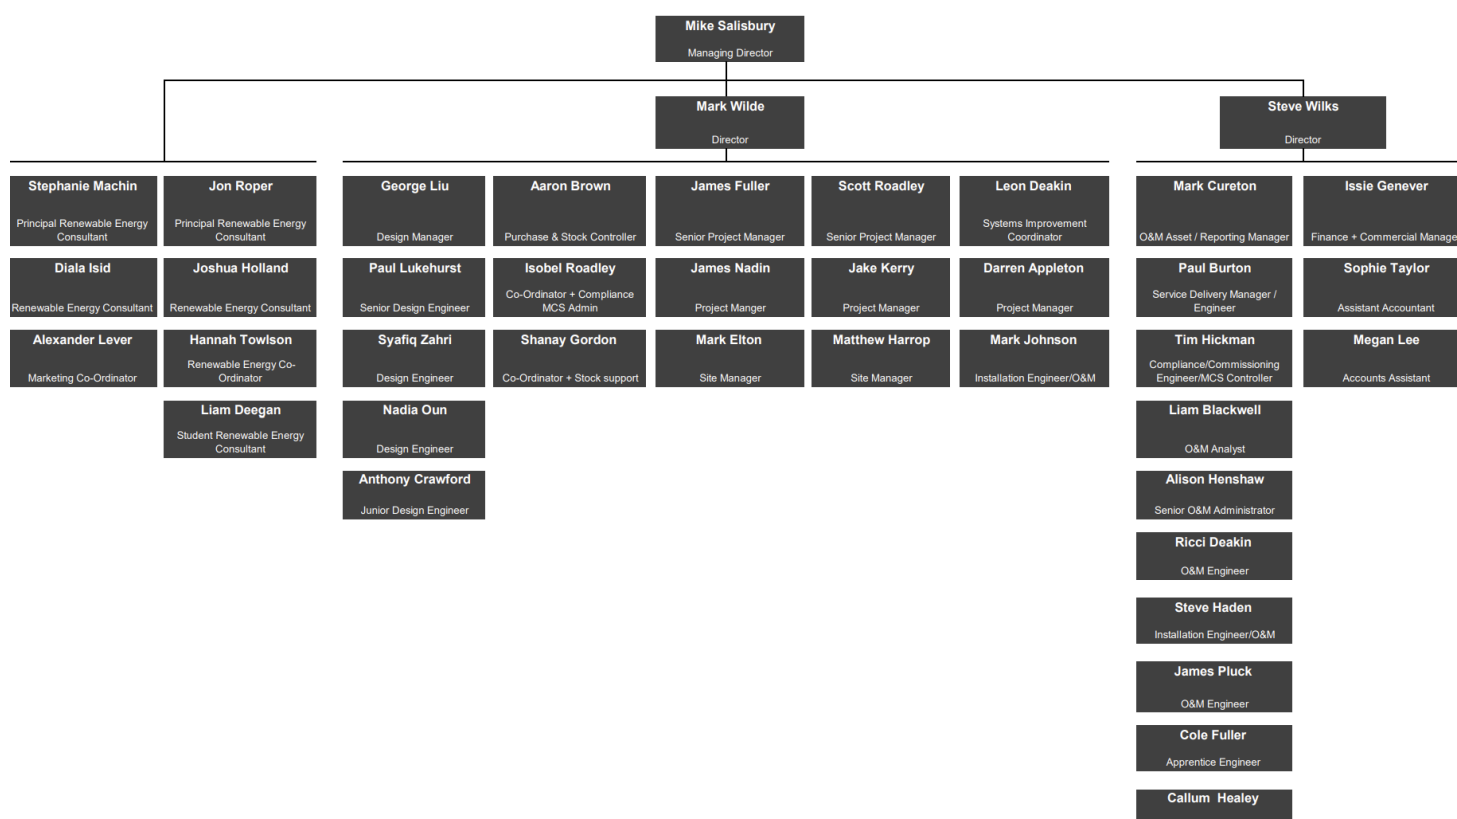 Mike Salisbury
Managing Director
Mark Wilde
Director
Steve Wilks
Director
Stephanie Machin
Principal Renewable Energy
Consultant
Jon Roper
Principal Renewable Energy
Consultant
George Liu
Design Manager
Aaron Brown
Purchase & Stock Controller
James Fuller
Senior Project Manager
Scott Roadley
Senior Project Manager
Leon Deakin
Systems Improvement
Coordinator
Mark Cureton
O&M Asset / Reporting Manager
Issie Genever
Finance + Commercial Manage
Diala Isid
Renewable Energy Consultant
Joshua Holland
Renewable Energy Consultant
Paul Lukehurst
Senior Design Engineer
Isobel Roadley
Co-Ordinator + Compliance
MCS Admin
James Nadin
Project Manger
Jake Kerry
Project Manager
Darren Appleton
Project Manager
Paul Burton
Service Delivery Manager /
Engineer
Sophie Taylor
Assistant Accountant
Alexander Lever
Marketing Co-Ordinator
Hannah Towlson
Renewable Energy Co-
Ordinator
Syafiq Zahri
Design Engineer
Shanay Gordon
Co-Ordinator + Stock support
Mark Elton
Site Manager
Matthew Harrop
Site Manager
Mark Johnson
Installation Engineer/O&M
Tim Hickman
Compliance/Commissioning
Engineer/MCS Controller
Megan Lee
Accounts Assistant
Liam Deegan
Student Renewable Energy
Consultant
Nadia Oun
Design Engineer
Liam Blackwell
O&M Analyst
Anthony Crawford
Junior Design Engineer
Alison Henshaw
Senior O&M Administrator
Ricci Deakin
O&M Engineer
Steve Haden
Installation Engineer/O&M
James Pluck
O&M Engineer
Cole Fuller
Apprentice Engineer
Callum Healey